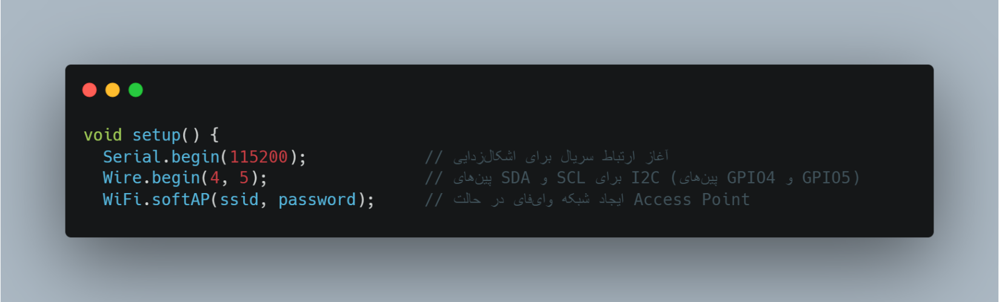 void setup() {
  Serial.begin(115200);            // آغاز ارتباط سریال برای اشکال‌زدایی
  Wire.begin(4, 5);                // پین‌های SDA و SCL برای I2C (پین‌های GPIO4 و GPIO5)
  WiFi.softAP(ssid, password);     // ایجاد شبکه وای‌فای در حالت Access Point